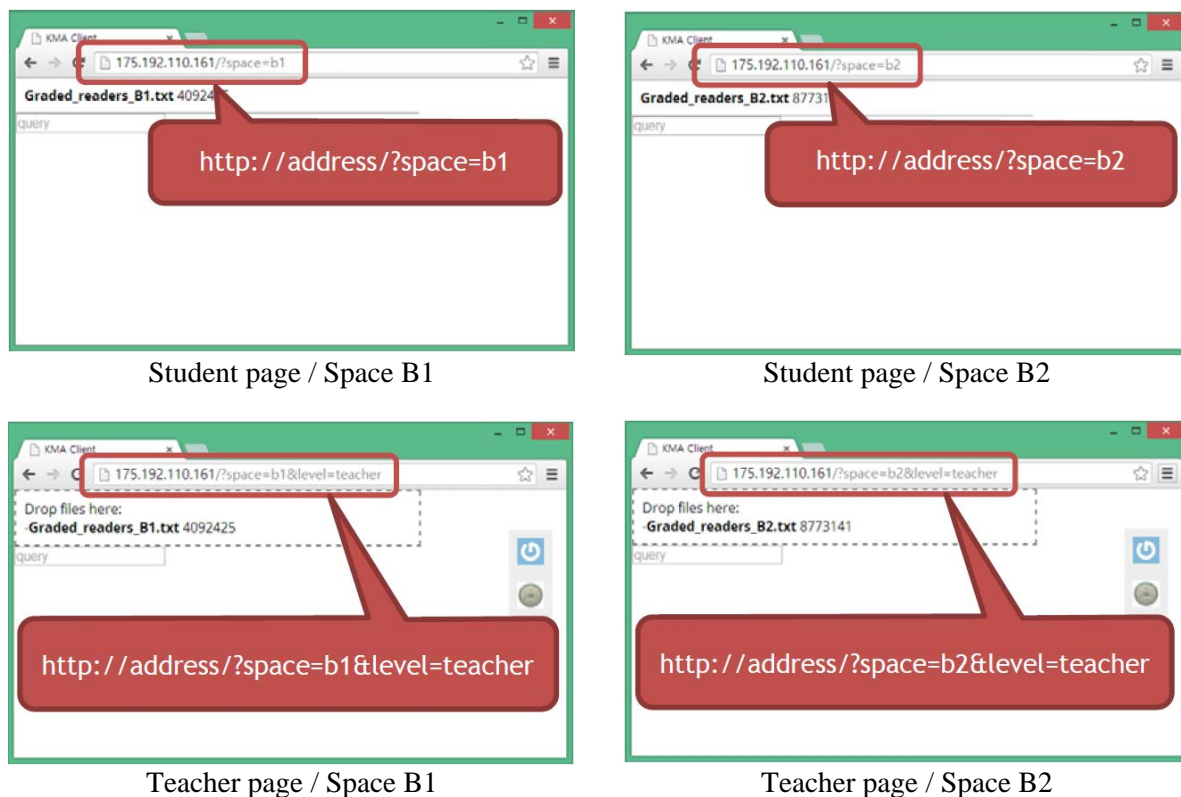 KMA Client
175.192.110.161/?space=b1
Graded_readers_B1.txt 4092425
query
http://address/?space=b1
Student page / Space B1
KMA Client
175.192.110.161/?space=b2
Graded_readers_B2.txt 87731
query
http://address/?space=b2
Student page / Space B2
KMA Client
175.192.110.161/?space=b1&level=teacher
Drop files here:
-Graded_readers_B1.txt 4092425
query
http://address/?space=b1&level=teacher
Teacher page / Space B1
KMA Client
175.192.110.161/?space=b2&level=teacher
Drop files here:
-Graded_readers_B2.txt 8773141
query
http://address/?space=b2&level=teacher
Teacher page / Space B2